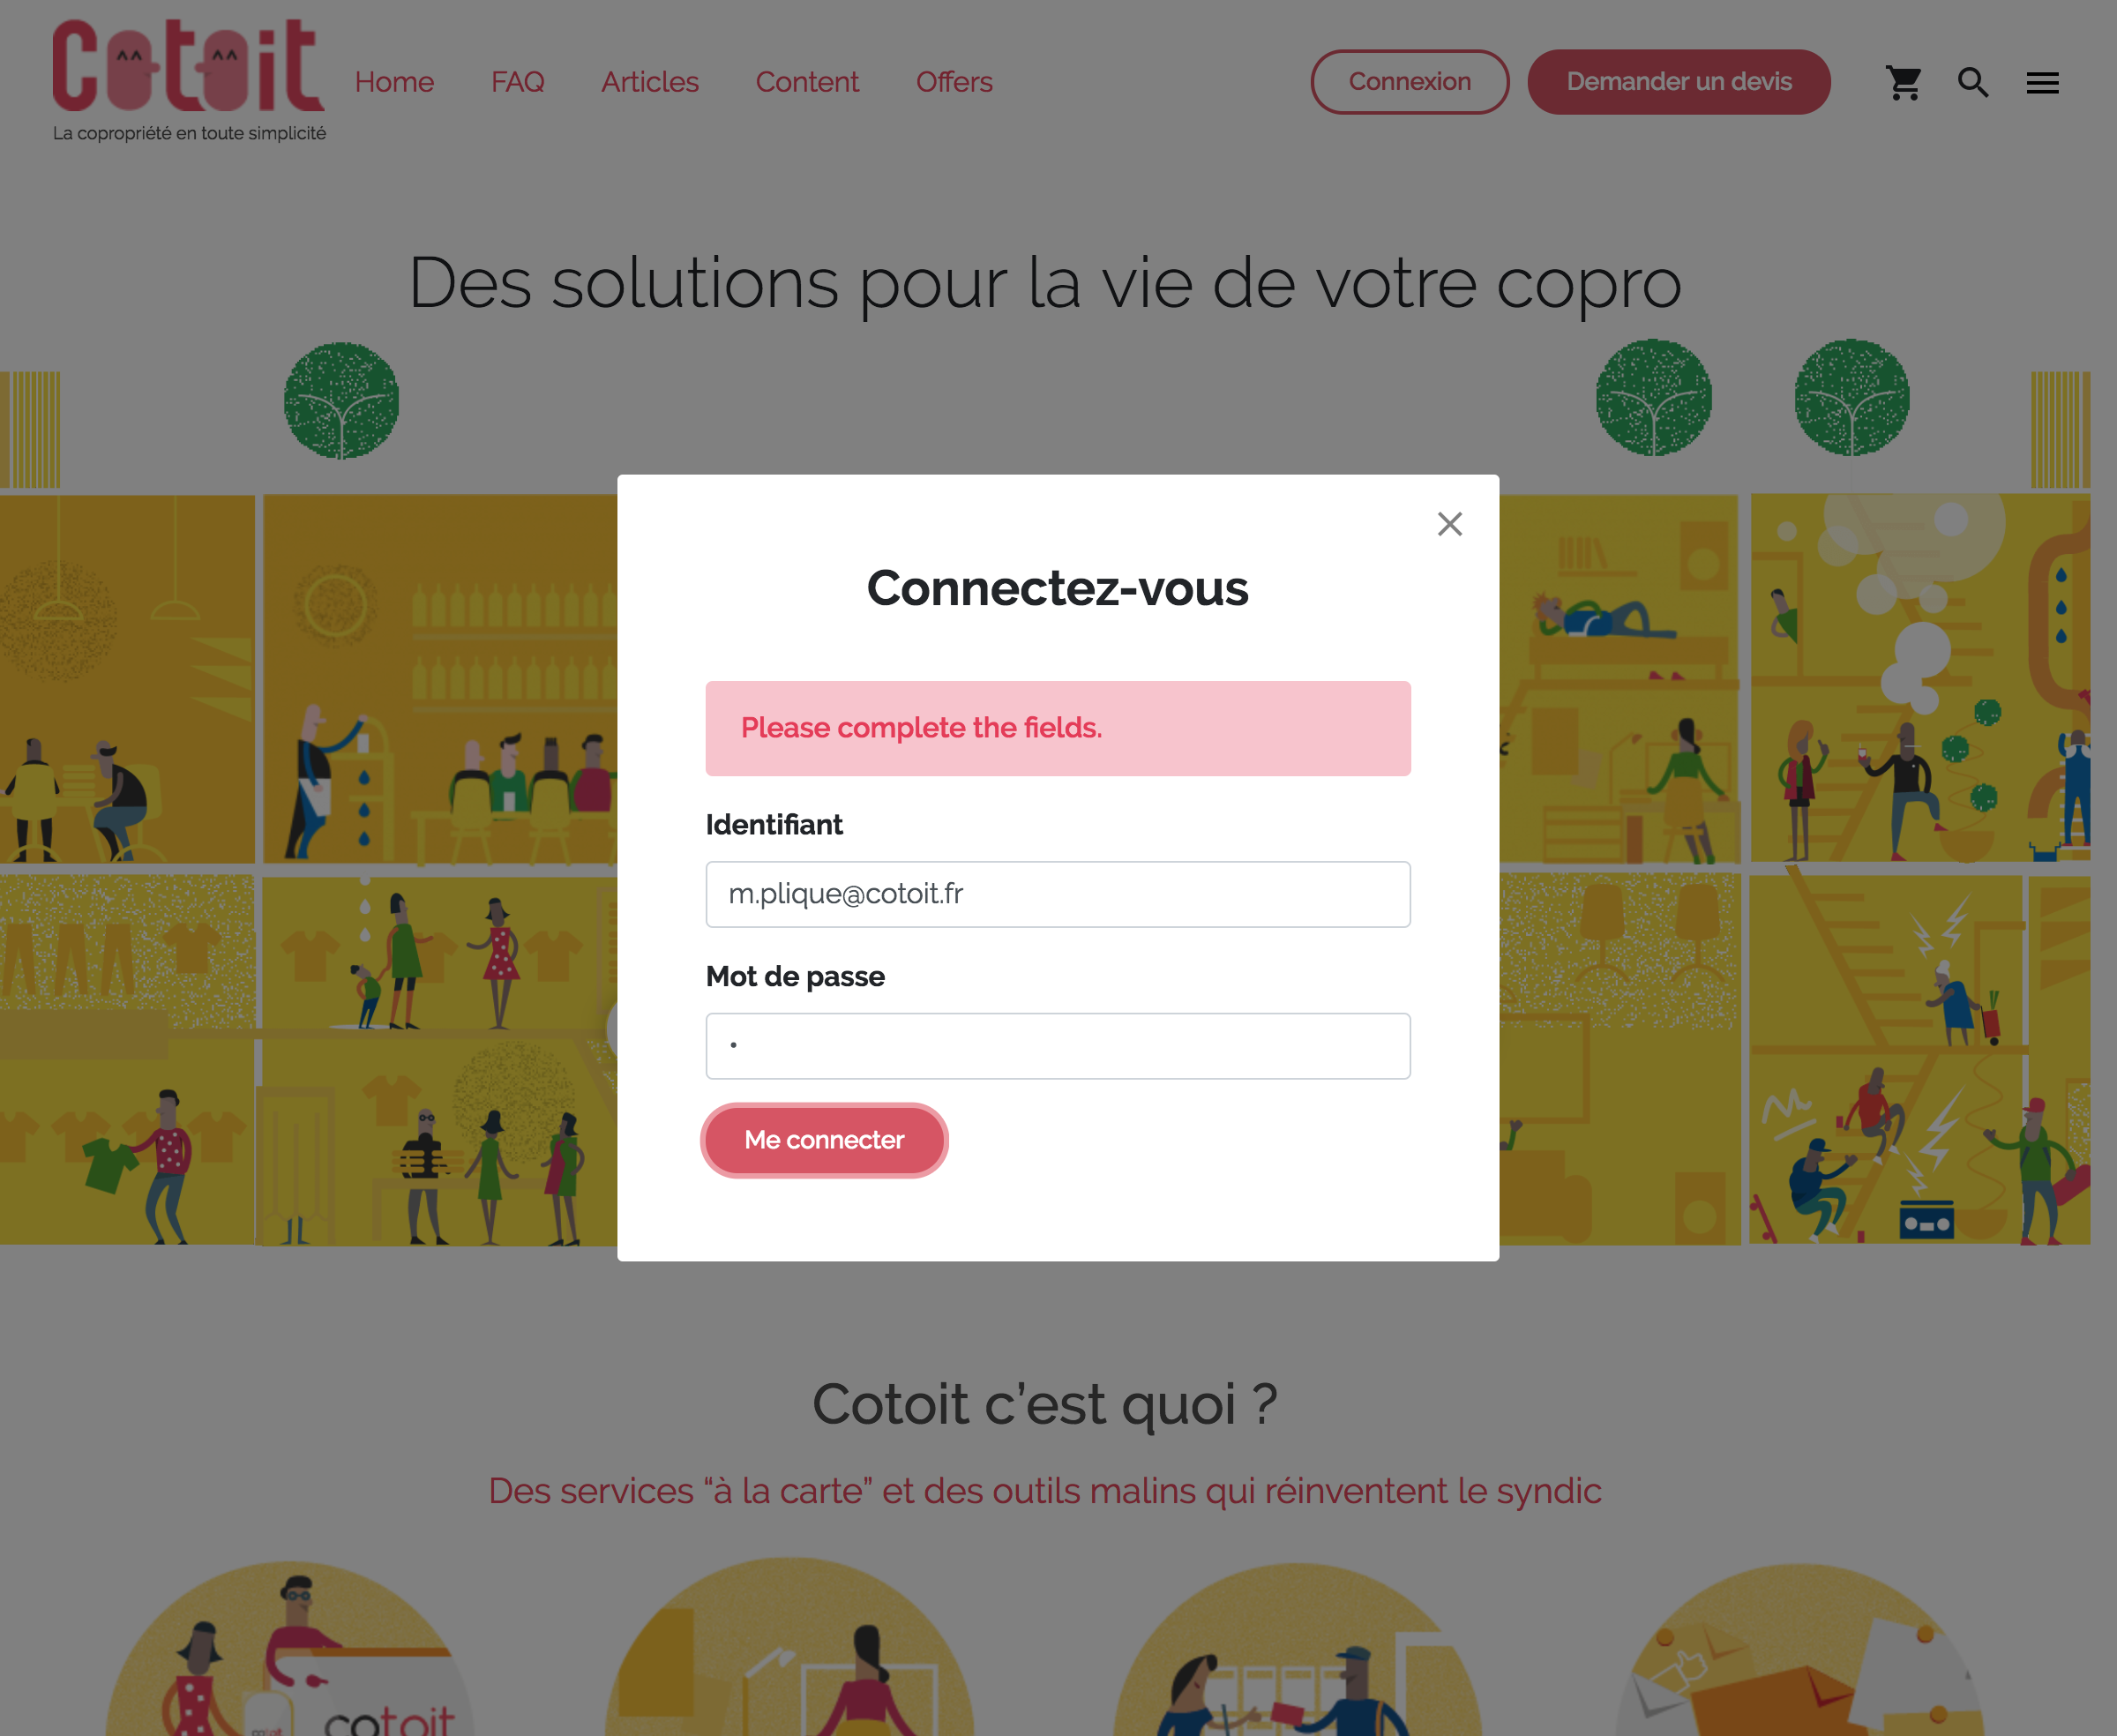 cotoit
La copropriété en toute simplicité
Home FAQ Articles Content Offers
Connexion Demander un devis
Des solutions pour la vie de votre copro
Connectez-vous
Please complete the fields.
Identifiant
m.plique@cotoit.fr
Mot de passe
•
Me connecter
Cotoit c’est quoi ?
Des services “à la carte” et des outils malins qui réinventent le syndic
cotoit